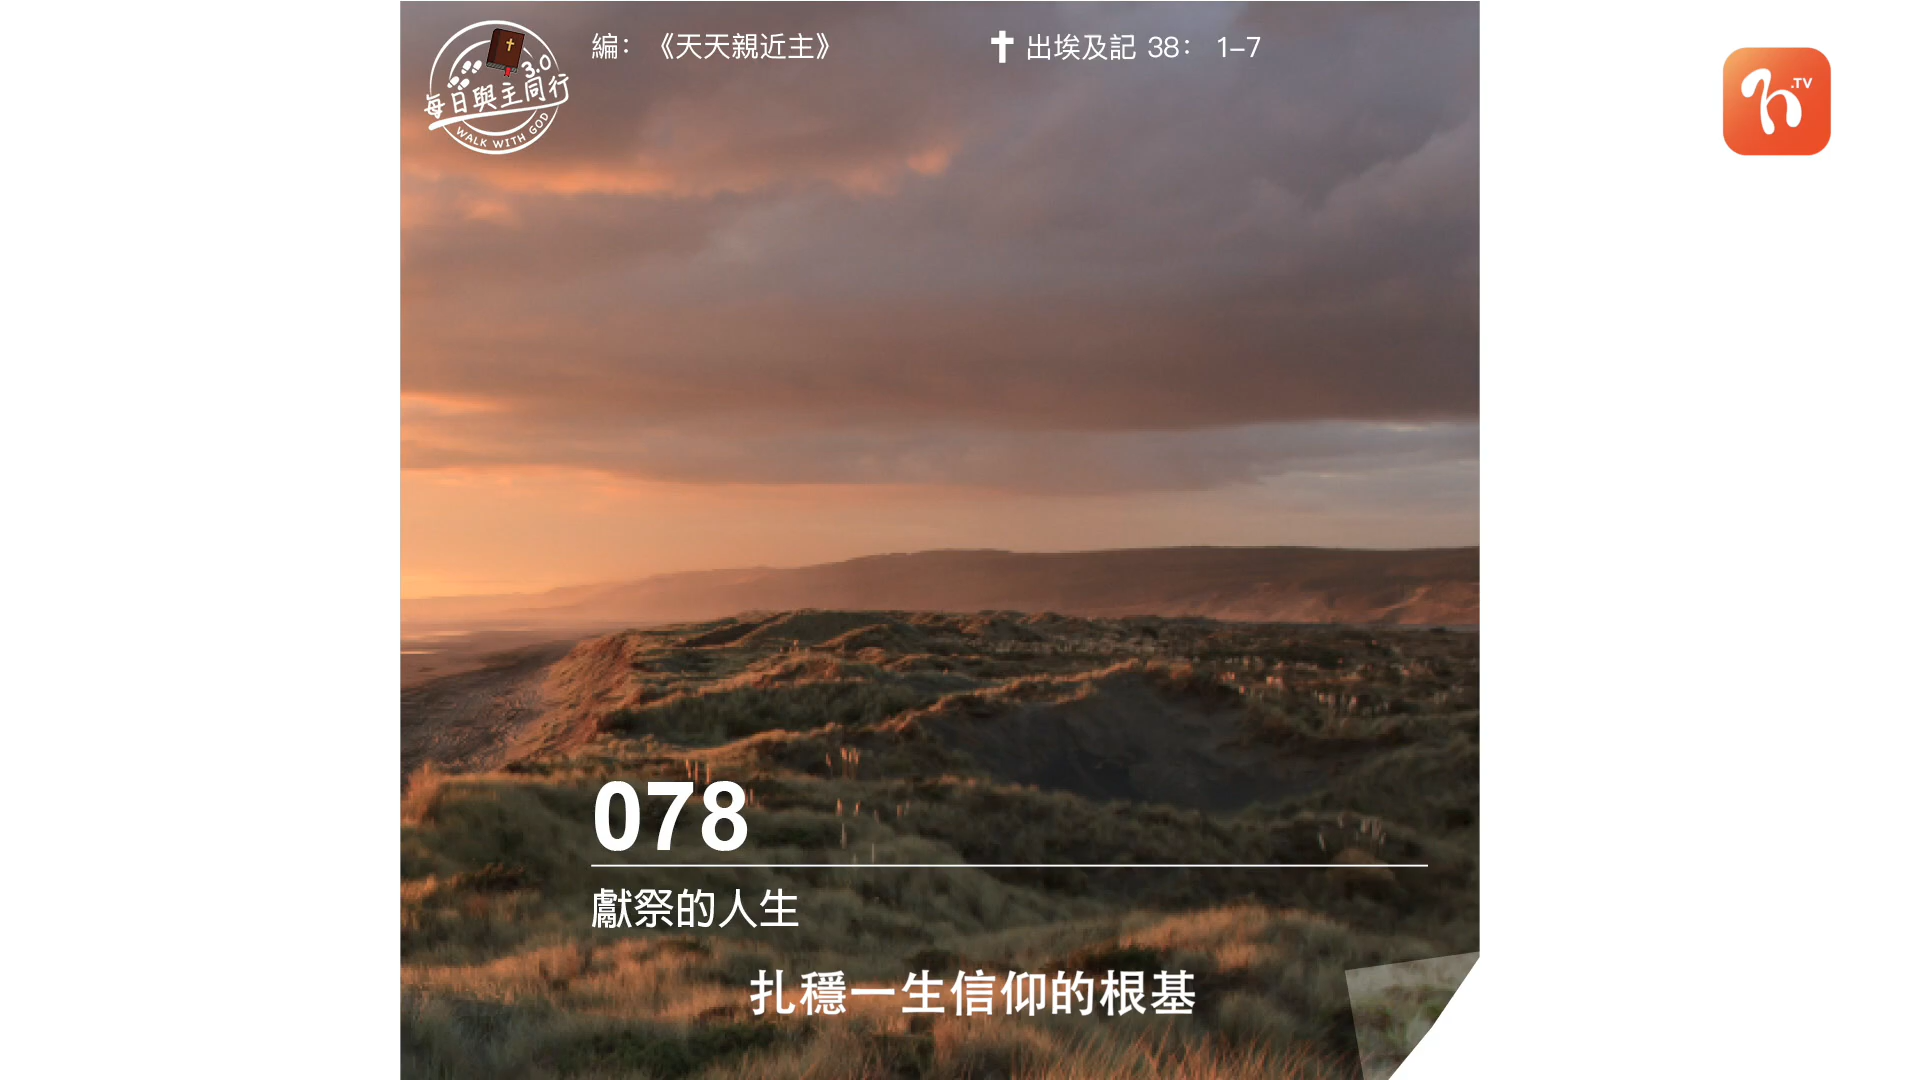 編：《天天親近主》
出埃及記 38： 1-7
3.0
每日與主同行
WALK WITH GOD
h.TV
078
獻祭的人生
扎穩一生信仰的根基